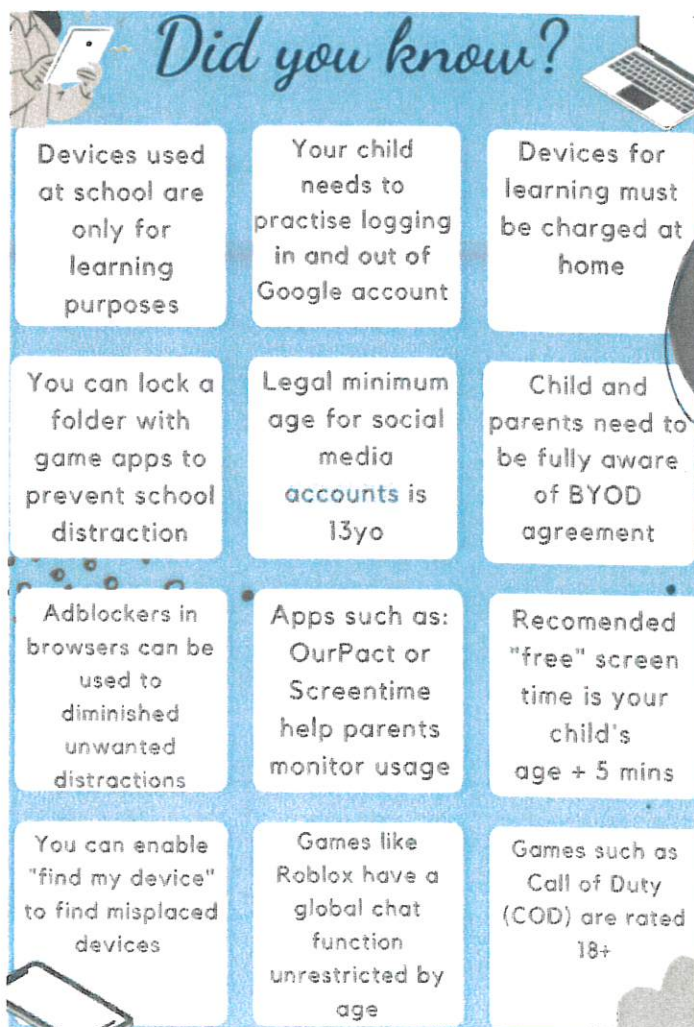 Did you know?
Devices used
at school are
only for
learning
purposes
Your child
needs to
practise logging
in and out of
Google account
Devices for
learning must
be charged at
home
You can lock a
folder with
game apps to
prevent school
distraction
Legal minimum
age for social
media
accounts is
13yo
Child and
parents need to
be fully aware
of BYOD
agreement
Adblockers in
browsers can be
used to
diminished
unwanted
distractions
Apps such as:
OurPact or
Screentime
help parents
monitor usage
Recomended
"free" screen
time is your
child's
age + 5 mins
You can enable
"find my device"
to find misplaced
devices
Games like
Roblox have a
global chat
function
unrestricted by
age
Games such as
Call of Duty
(COD) are rated
18+